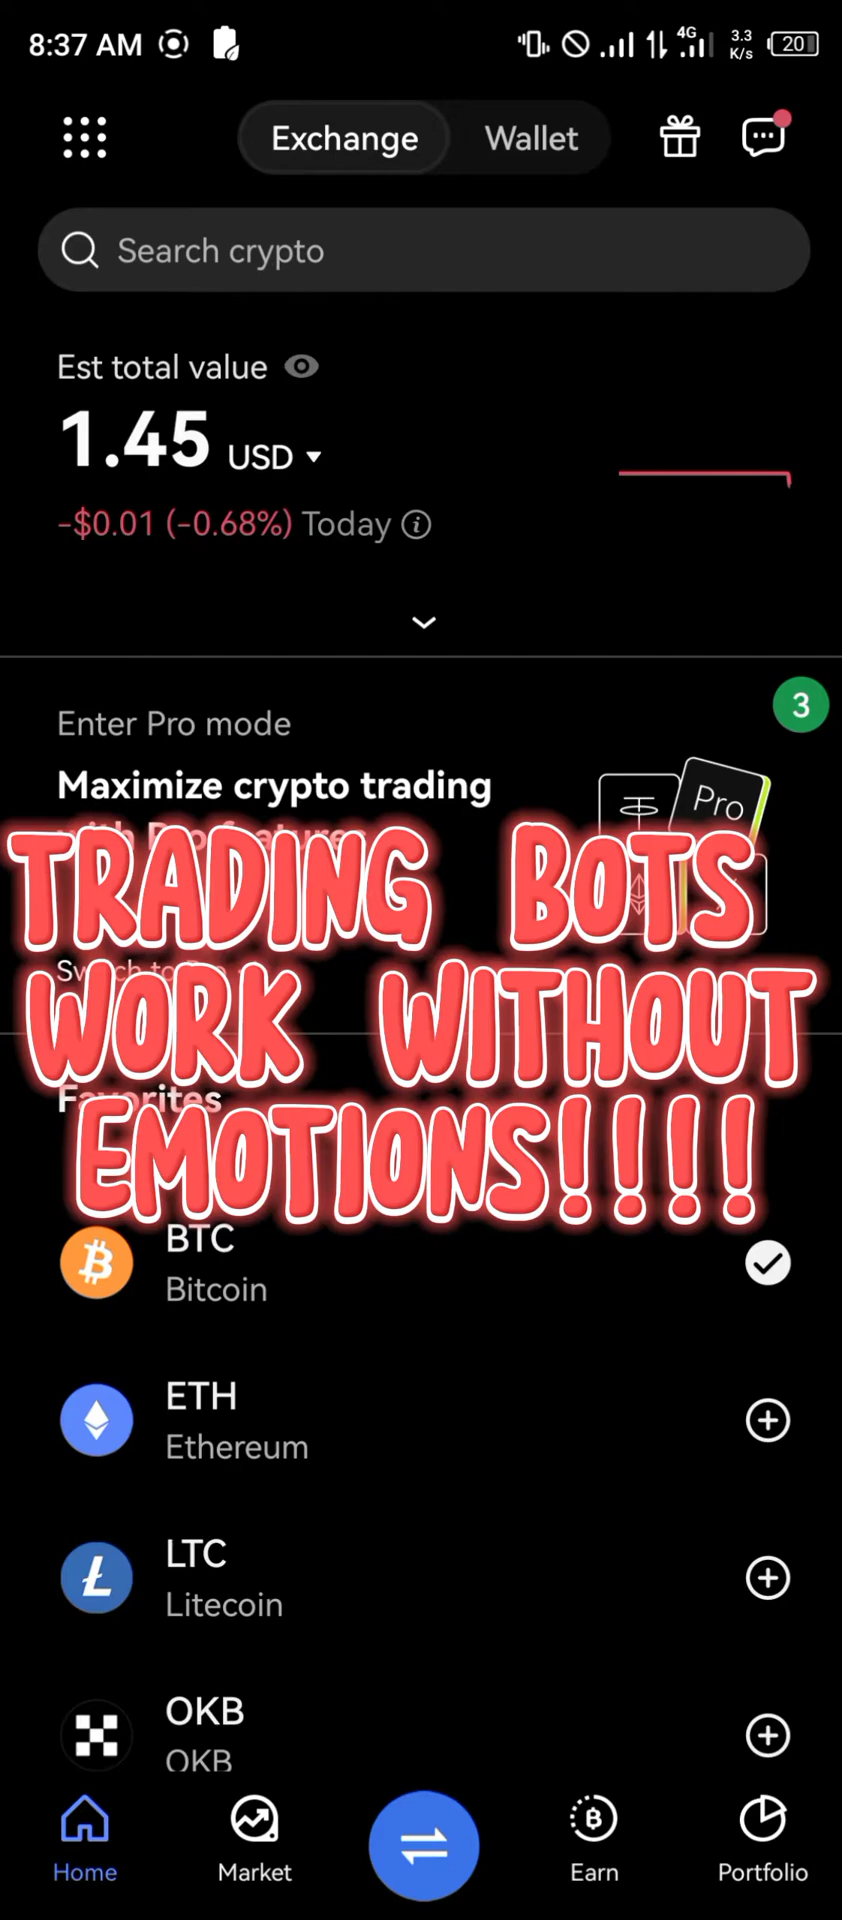 8:37 AM
4G
3.3
K/s
20
Exchange
Wallet
Search crypto
Est total value
1.45 USD
-$0.01 (-0.68%) Today
3
Enter Pro mode
Maximize crypto trading
Pro
TRADING BOTS
WORK WITHOUT
Favorites
EMOTIONS!!!!
BTC
Bitcoin
ETH
Ethereum
LTC
Litecoin
OKB
OKB
Home
Market
Earn
Portfolio